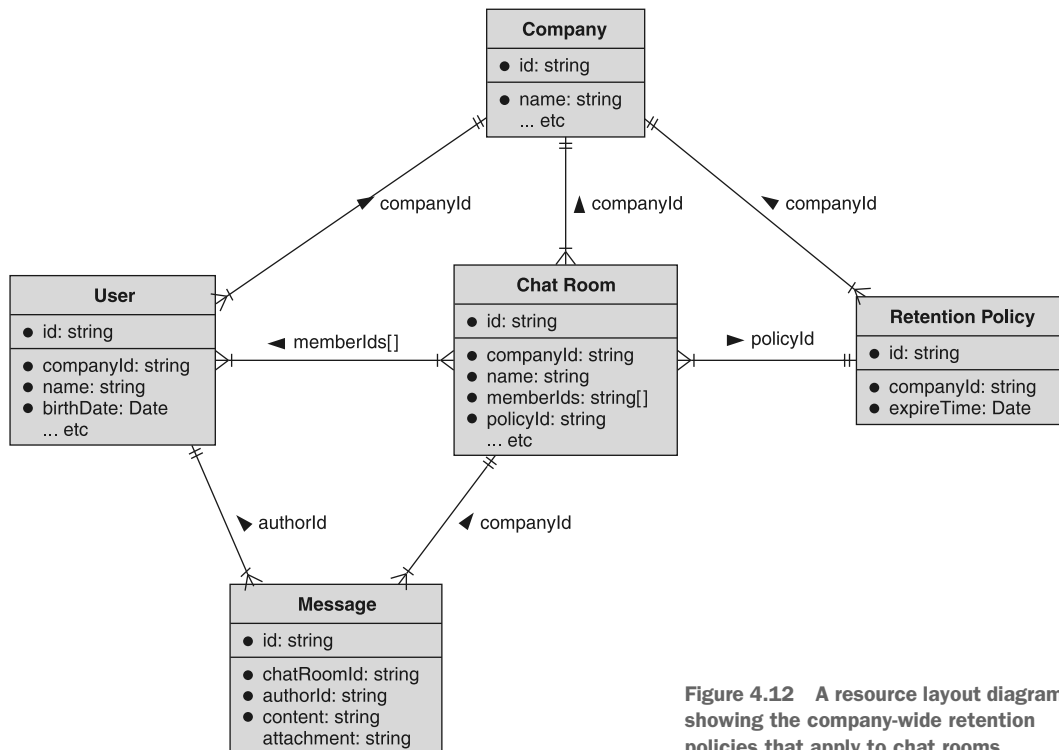 Company
● id: string
● name: string
... etc
companyId
companyId
companyId
User
● id: string
● companyId: string
● name: string
● birthDate: Date
... etc
memberIds[]
Chat Room
● id: string
● companyId: string
● name: string
● memberIds: string[]
● policyId: string
... etc
policyId
Retention Policy
● id: string
● companyId: string
● expireTime: Date
authorId
companyId
Message
● id: string
● chatRoomId: string
● authorId: string
● content: string
attachment: string
Figure 4.12 A resource layout diagram
showing the company-wide retention
policies that apply to chat rooms